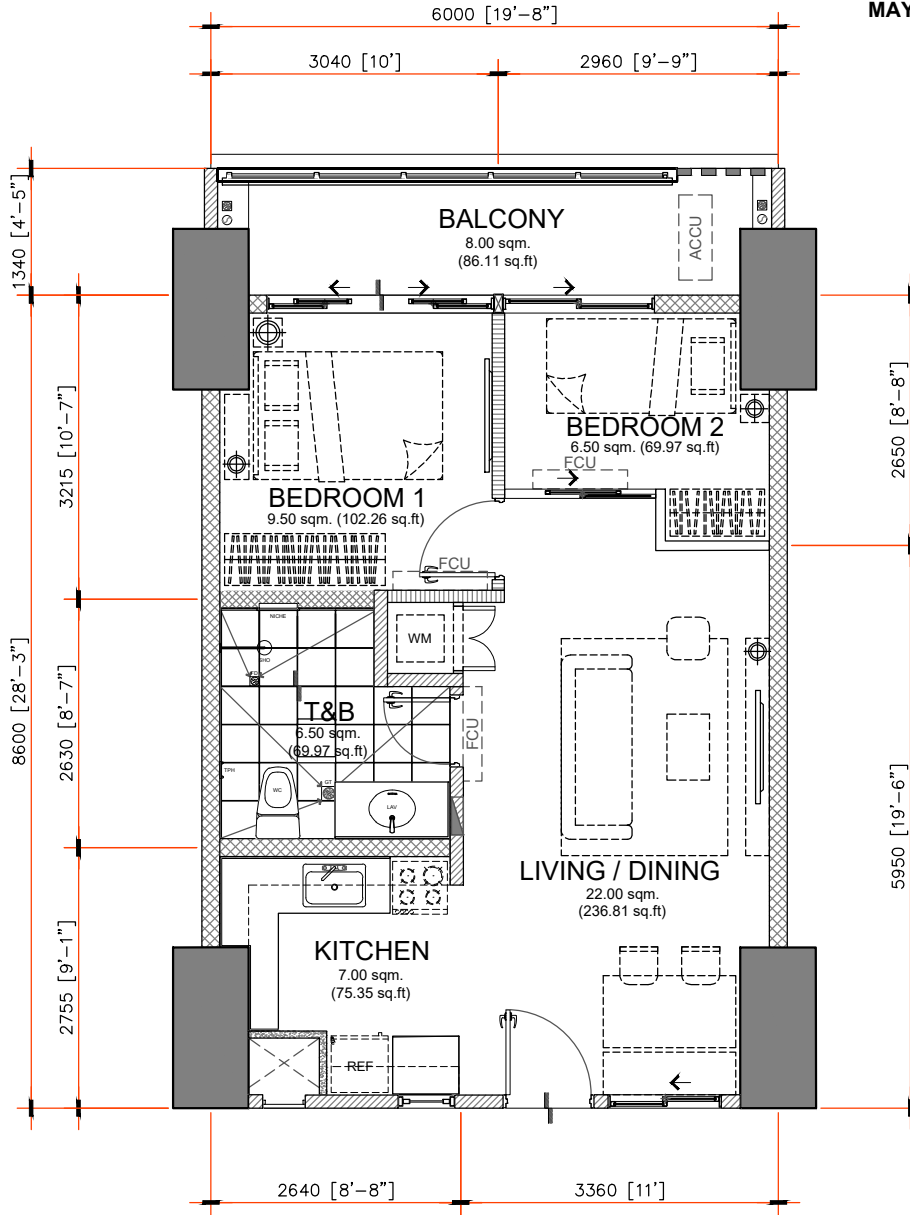 MAY
6000 [19'-8"]
3040 [10']
2960 [9'-9"]
1340 [4'-5"]
BALCONY
8.00 sqm.
(86.11 sq.ft)
ACCU
3215 [10'-7"]
2650 [8'-8"]
BEDROOM 2
6.50 sqm. (69.97 sq.ft)
FCU
BEDROOM 1
9.50 sqm. (102.26 sq.ft)
FCU
NICHE
WM
SHO
FD
8600 [28'-3"]
2630 [8'-7"]
T&B
6.50 sqm.
(69.97 sq.ft)
FCU
TPH
WC
GT
LAV
5950 [19'-6"]
LIVING / DINING
22.00 sqm.
(236.81 sq.ft)
KITCHEN
7.00 sqm.
(75.35 sq.ft)
2755 [9'-1"]
REF
2640 [8'-8"]
3360 [11']